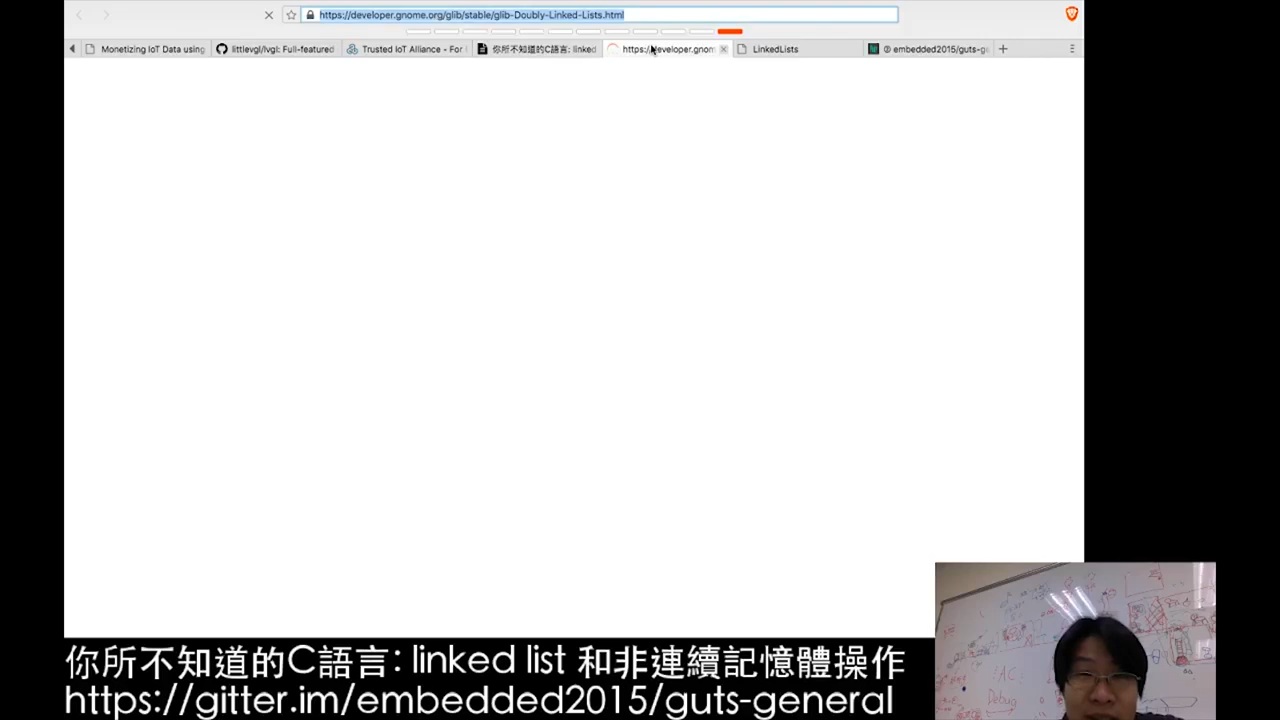 https://developer.gnome.org/glib/stable/glib-Doubly-Linked-Lists.html
Monetizing IoT Data using
littlevgl/lvgl: Full-featured
Trusted IoT Alliance - For
你所不知道的C語言: linked
https://developer.gnom
LinkedLists
embedded2015/guts-ge
AC
Debug
你所不知道的C語言: linked list 和非連續記憶體操作
https://gitter.im/embedded2015/guts-general